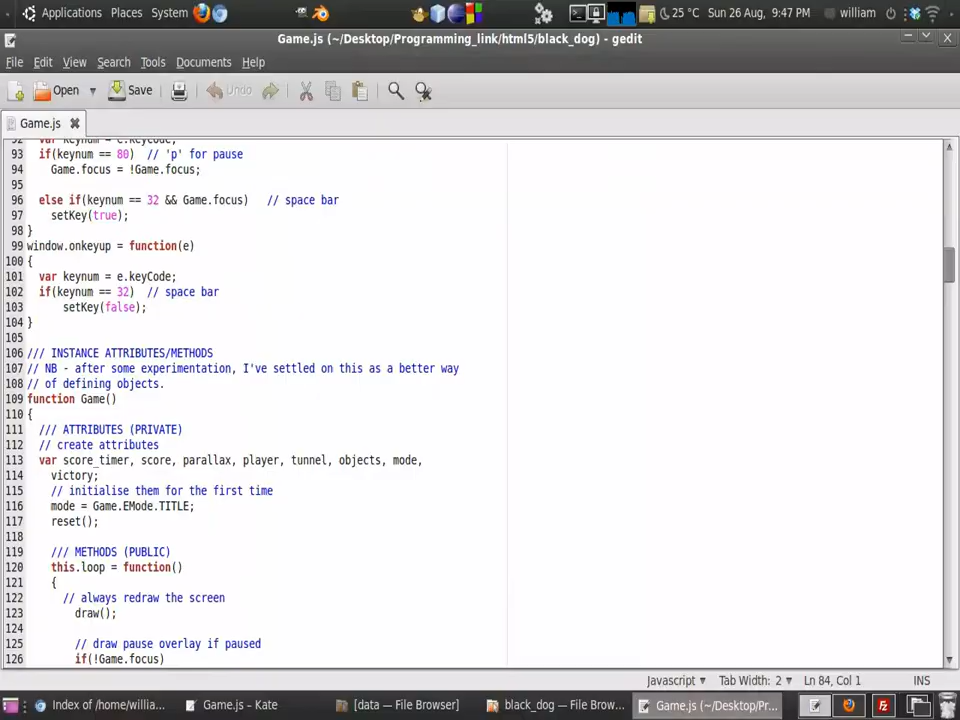 Applications Places System 25 °C Sun 26 Aug, 9:47 PM william
Game.js (~/Desktop/Programming_link/html5/black_dog) - gedit
File Edit View Search Tools Documents Help
Open Save Undo
Game.js
92 var keynum = e.keyCode;
93 if(keynum == 80) // 'p' for pause
94 Game.focus = !Game.focus;
95
96 else if(keynum == 32 && Game.focus) // space bar
97 setKey(true);
98 }
99 window.onkeyup = function(e)
100 {
101 var keynum = e.keyCode;
102 if(keynum == 32) // space bar
103 setKey(false);
104 }
105
106 /// INSTANCE ATTRIBUTES/METHODS
107 // NB - after some experimentation, I've settled on this as a better way
108 // of defining objects.
109 function Game()
110 {
111 /// ATTRIBUTES (PRIVATE)
112 // create attributes
113 var score_timer, score, parallax, player, tunnel, objects, mode,
114 victory;
115 // initialise them for the first time
116 mode = Game.EMode.TITLE;
117 reset();
118
119 /// METHODS (PUBLIC)
120 this.loop = function()
121 {
122 // always redraw the screen
123 draw();
124
125 // draw pause overlay if paused
126 if(!Game.focus)
Javascript Tab Width: 2 Ln 84, Col 1 INS
Index of /home/willia... Game.js - Kate [data — File Browser] black_dog — File Brow... Game.js (~/Desktop/Pr...